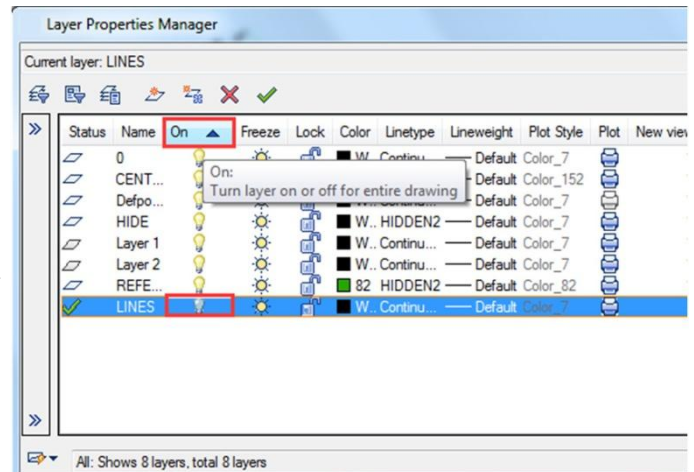 Layer Properties Manager
Current layer: LINES
Status Name On Freeze Lock Color Linetype Lineweight Plot Style Plot New view
0 W.. Continu... Default Color_7
CENT... Default Color_152
Defpo... W.. Continu... Default Color_7
HIDE W.. HIDDEN2 Default Color_7
Layer 1 W.. Continu... Default Color_7
Layer 2 W.. Continu... Default Color_7
REFE... 82 HIDDEN2 Default Color_82
LINES W.. Continu... Default Color_7
On:
Turn layer on or off for entire drawing
All: Shows 8 layers, total 8 layers